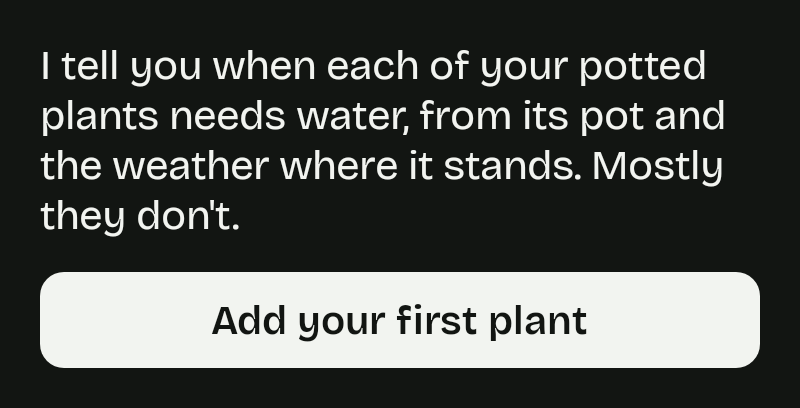 I tell you when each of your potted
plants needs water, from its pot and
the weather where it stands. Mostly
they don't.
Add your first plant